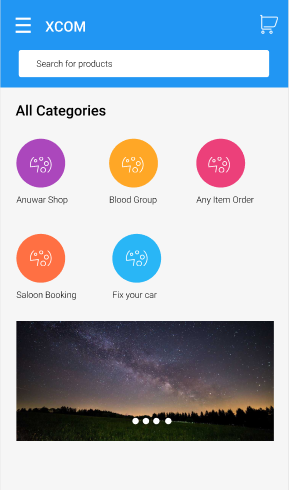 XCOM
Search for products
All Categories
Anuwar Shop
Blood Group
Any Item Order
Saloon Booking
Fix your car